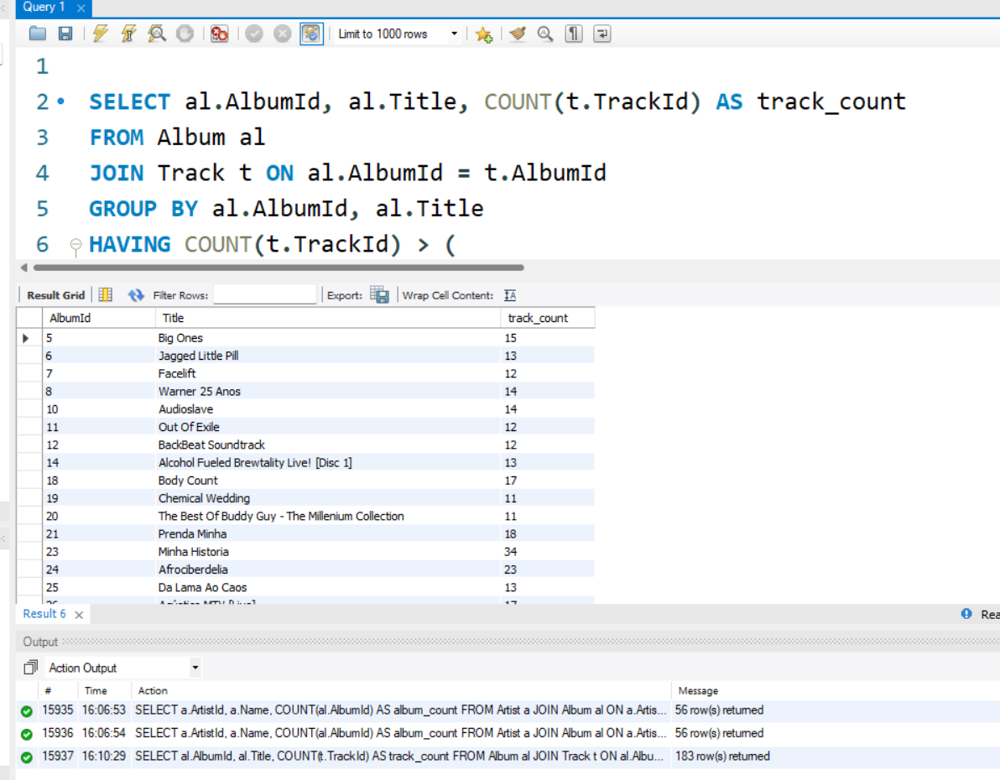 Query 1
Limit to 1000 rows
1
2 SELECT al.AlbumId, al.Title, COUNT(t.TrackId) AS track_count
3 FROM Album al
4 JOIN Track t ON al.AlbumId = t.AlbumId
5 GROUP BY al.AlbumId, al.Title
6 HAVING COUNT(t.TrackId) > (
Result Grid Filter Rows: Export: Wrap Cell Content:
AlbumId Title track_count
5 Big Ones 15
6 Jagged Little Pill 13
7 Facelift 12
8 Warner 25 Anos 14
10 Audioslave 14
11 Out Of Exile 12
12 BackBeat Soundtrack 12
14 Alcohol Fueled Brewtality Live! [Disc 1] 13
18 Body Count 17
19 Chemical Wedding 11
20 The Best Of Buddy Guy - The Millenium Collection 11
21 Prenda Minha 18
23 Minha Historia 34
24 Afrociberdelia 23
25 Da Lama Ao Caos 13
26 Acústico MTV [Live] 17
Result 6 Rea
Output
Action Output
# Time Action Message
15935 16:06:53 SELECT a.ArtistId, a.Name, COUNT(al.AlbumId) AS album_count FROM Artist a JOIN Album al ON a.Artis... 56 row(s) returned
15936 16:06:54 SELECT a.ArtistId, a.Name, COUNT(al.AlbumId) AS album_count FROM Artist a JOIN Album al ON a.Artis... 56 row(s) returned
15937 16:10:29 SELECT al.AlbumId, al.Title, COUNT(t.TrackId) AS track_count FROM Album al JOIN Track t ON al.Albu... 183 row(s) returned